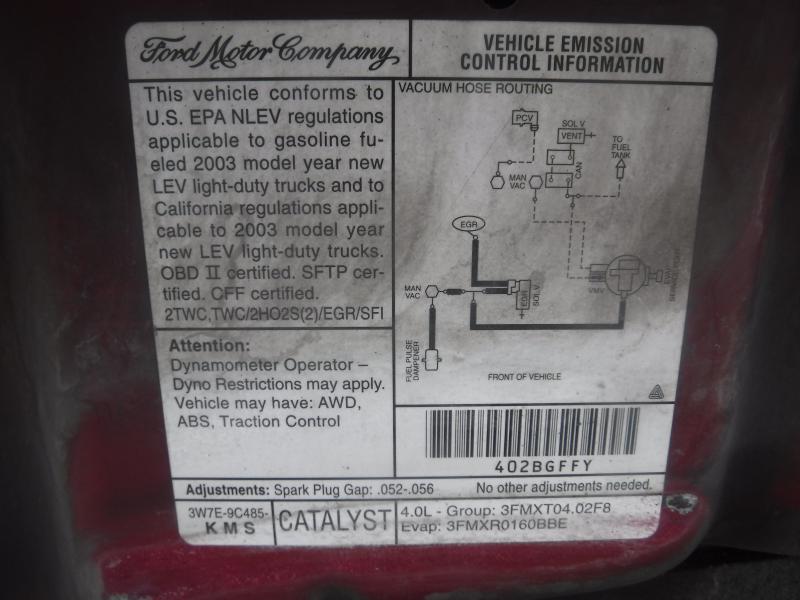 Ford Motor Company
VEHICLE EMISSION
CONTROL INFORMATION
This vehicle conforms to
U.S. EPA NLEV regulations
applicable to gasoline fu-
eled 2003 model year new
LEV light-duty trucks and to
California regulations appli-
cable to 2003 model year
new LEV light-duty trucks.
OBD II certified. SFTP cer-
tified. CFF certified.
2TWC,TWC/2HO2S(2)/EGR/SFI
Attention:
Dynamometer Operator –
Dyno Restrictions may apply.
Vehicle may have: AWD,
ABS, Traction Control
VACUUM HOSE ROUTING
PCV
SOL V
VENT
TO
FUEL
TANK
CAN
MAN
VAC
EGR
MAN
VAC
EGR
SOL V
VMV
EVAP
SERVICE PORT
FUEL PULSE
DAMPENER
FRONT OF VEHICLE
402BGFFY
Adjustments: Spark Plug Gap: .052-.056
No other adjustments needed.
3W7E-9C485-
KMS
CATALYST
4.0L - Group: 3FMXT04.02F8
Evap: 3FMXR0160BBE